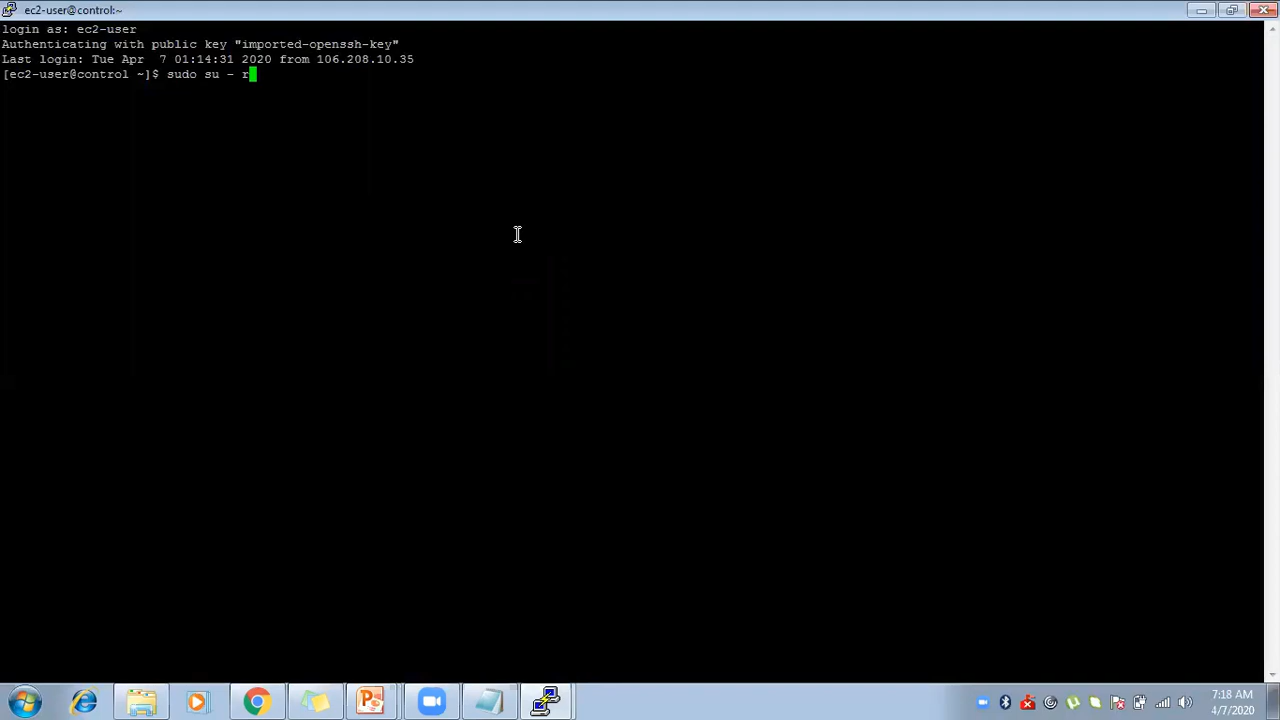 ec2-user@control:~
login as: ec2-user
Authenticating with public key "imported-openssh-key"
Last login: Tue Apr  7 01:14:31 2020 from 106.208.10.35
[ec2-user@control ~]$ sudo su - r
7:18 AM
4/7/2020